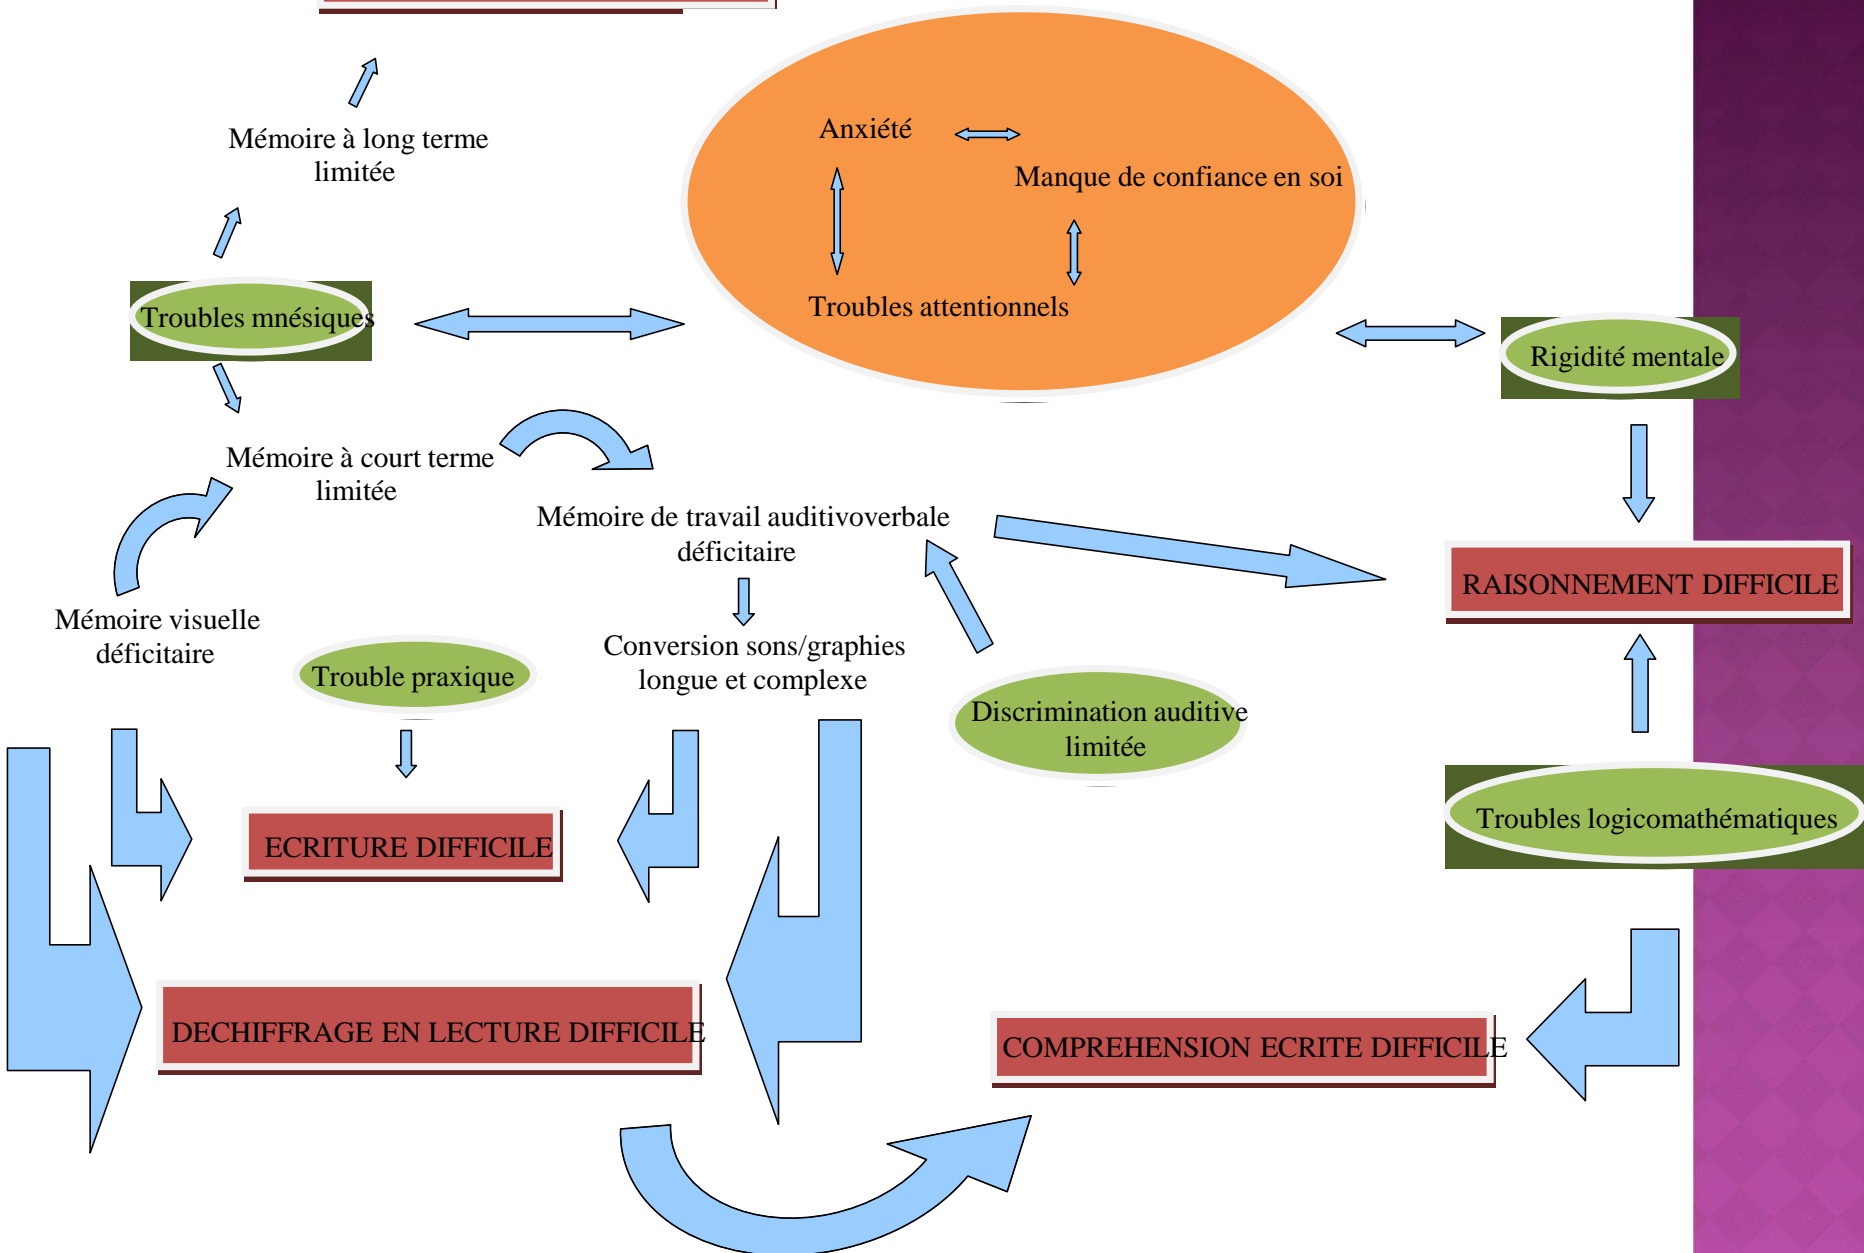 Anxiété
Mémoire à long terme
limitée
Manque de confiance en soi
Troubles attentionnels
Troubles mnésiques
Rigidité mentale
Mémoire à court terme
limitée
Mémoire de travail auditivoverbale
déficitaire
RAISONNEMENT DIFFICILE
Mémoire visuelle
déficitaire
Trouble praxique
Conversion sons/graphies
longue et complexe
Discrimination auditive
limitée
Troubles logicomathématiques
ECRITURE DIFFICILE
DECHIFFRAGE EN LECTURE DIFFICILE
COMPREHENSION ECRITE DIFFICILE